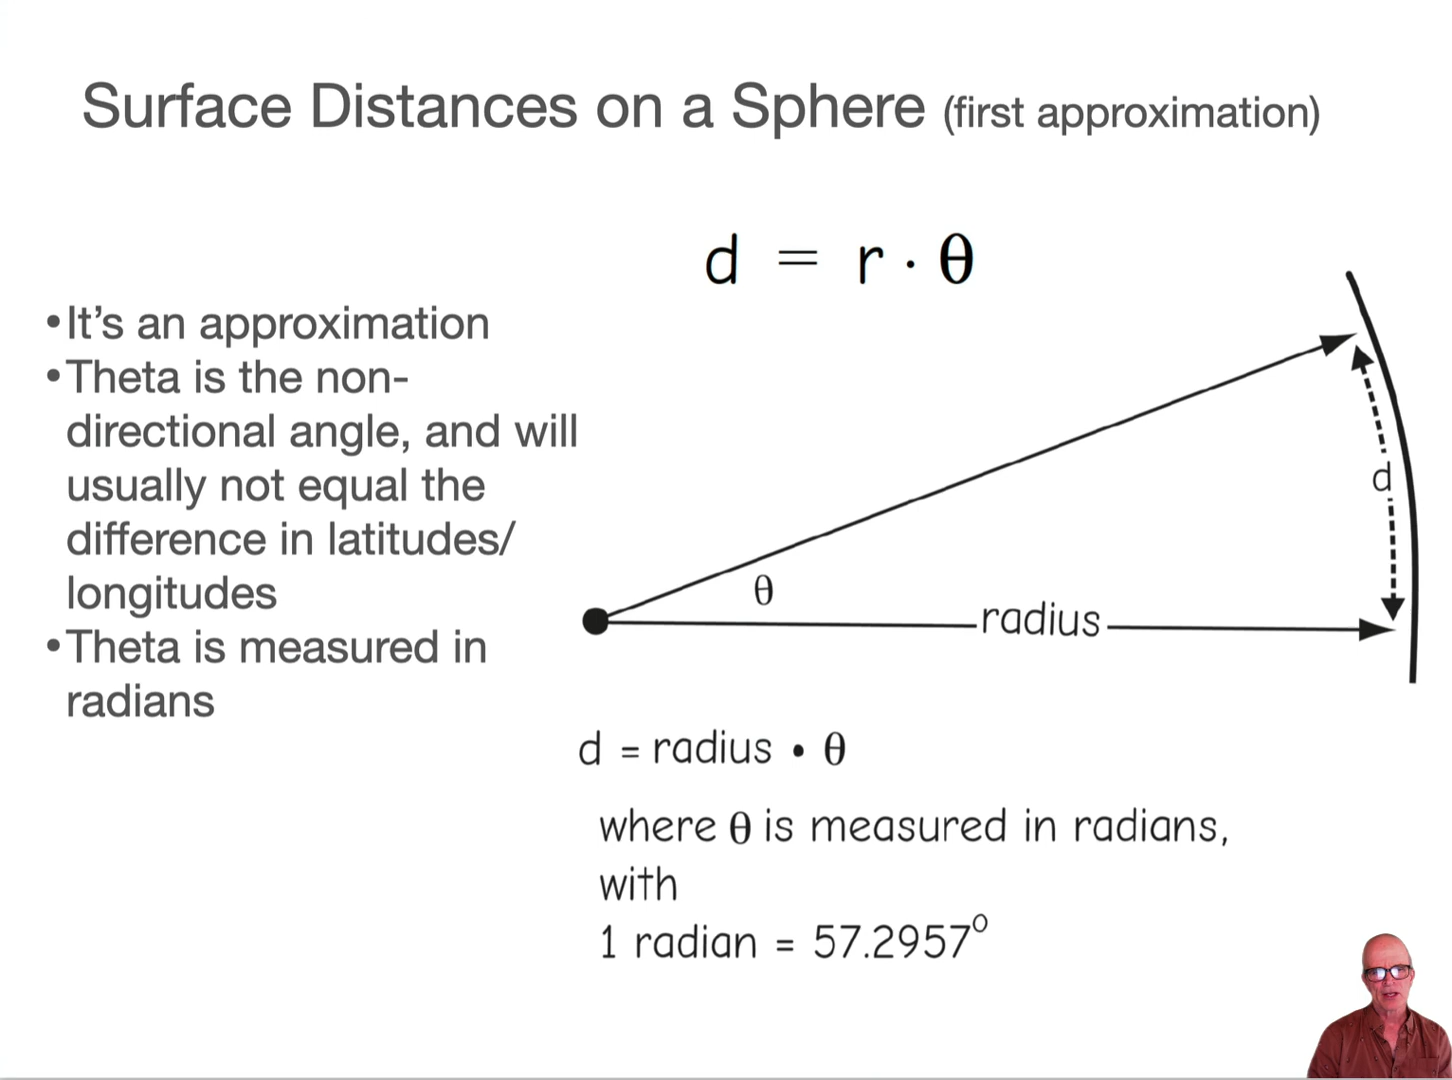 Surface Distances on a Sphere (first approximation)
d = r · θ
•It’s an approximation
•Theta is the non-
directional angle, and will
usually not equal the
difference in latitudes/
longitudes
•Theta is measured in
radians
d
θ
radius
d = radius • θ
where θ is measured in radians,
with
1 radian = 57.2957°